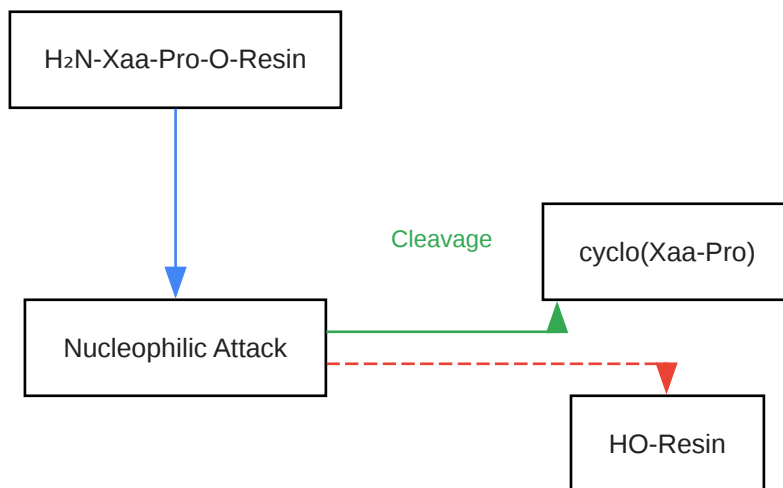 H₂N-Xaa-Pro-O-Resin
Cleavage
cyclo(Xaa-Pro)
Nucleophilic Attack
HO-Resin